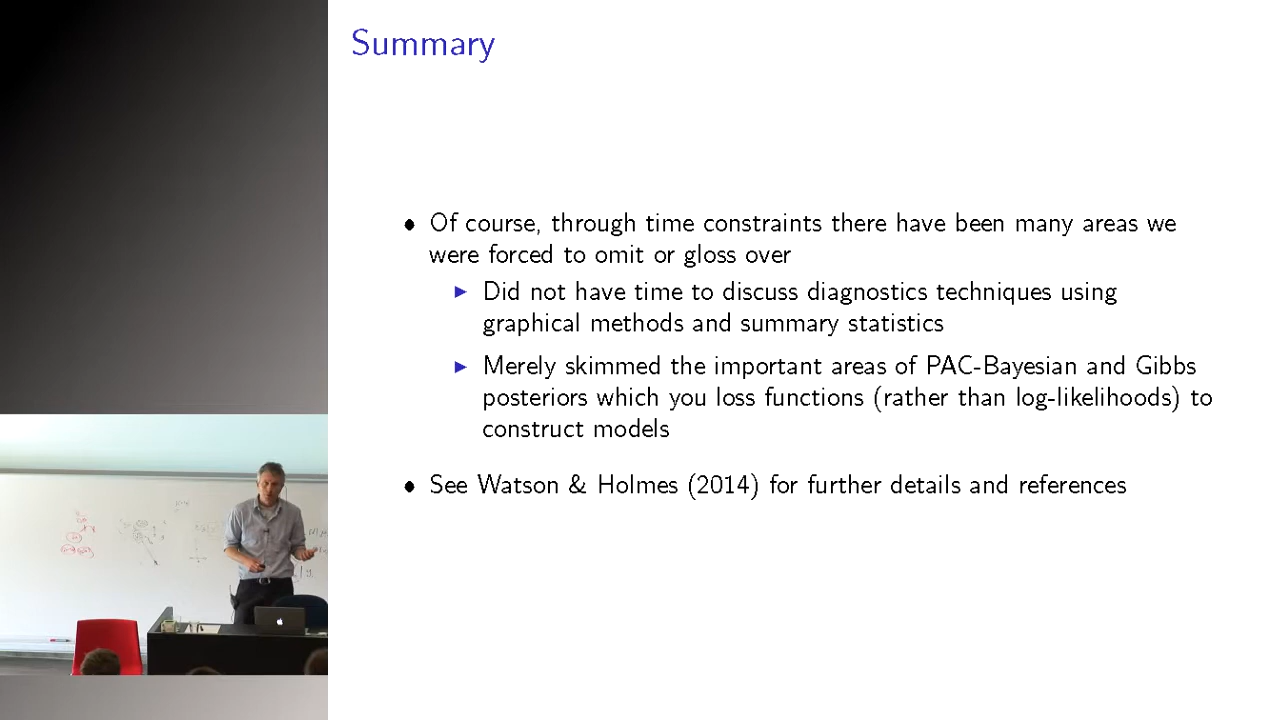 Summary
• Of course, through time constraints there have been many areas we
were forced to omit or gloss over
▶ Did not have time to discuss diagnostics techniques using
graphical methods and summary statistics
▶ Merely skimmed the important areas of PAC-Bayesian and Gibbs
posteriors which you loss functions (rather than log-likelihoods) to
construct models
• See Watson & Holmes (2014) for further details and references